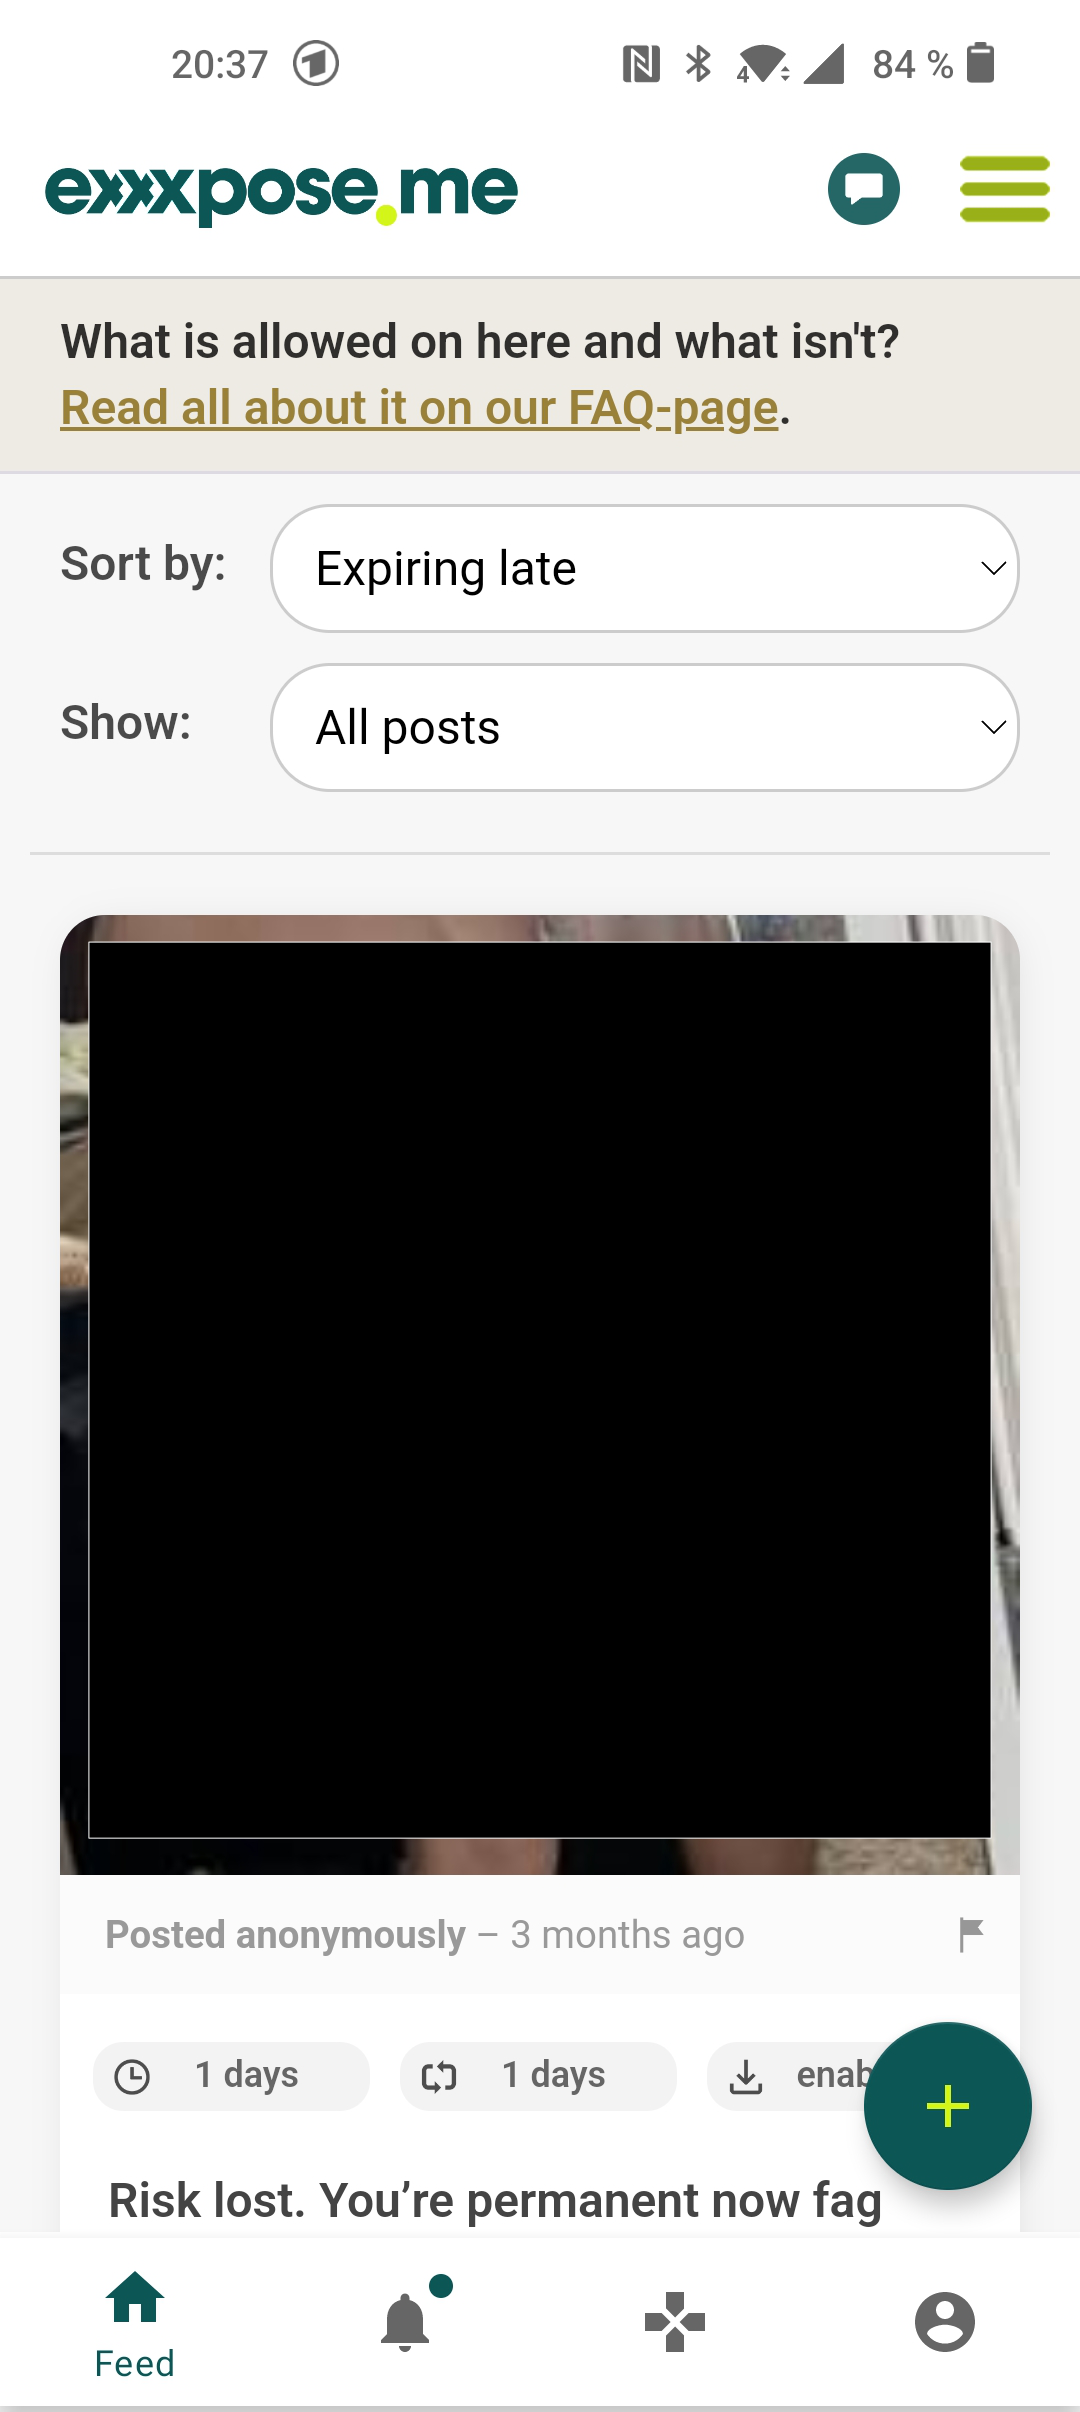 20:37
4
84 %
exxxpose.me
What is allowed on here and what isn't?
Read all about it on our FAQ-page.
Sort by:
Expiring late
Show:
All posts
Posted anonymously – 3 months ago
1 days
1 days
enab
Risk lost. You’re permanent now fag
Feed